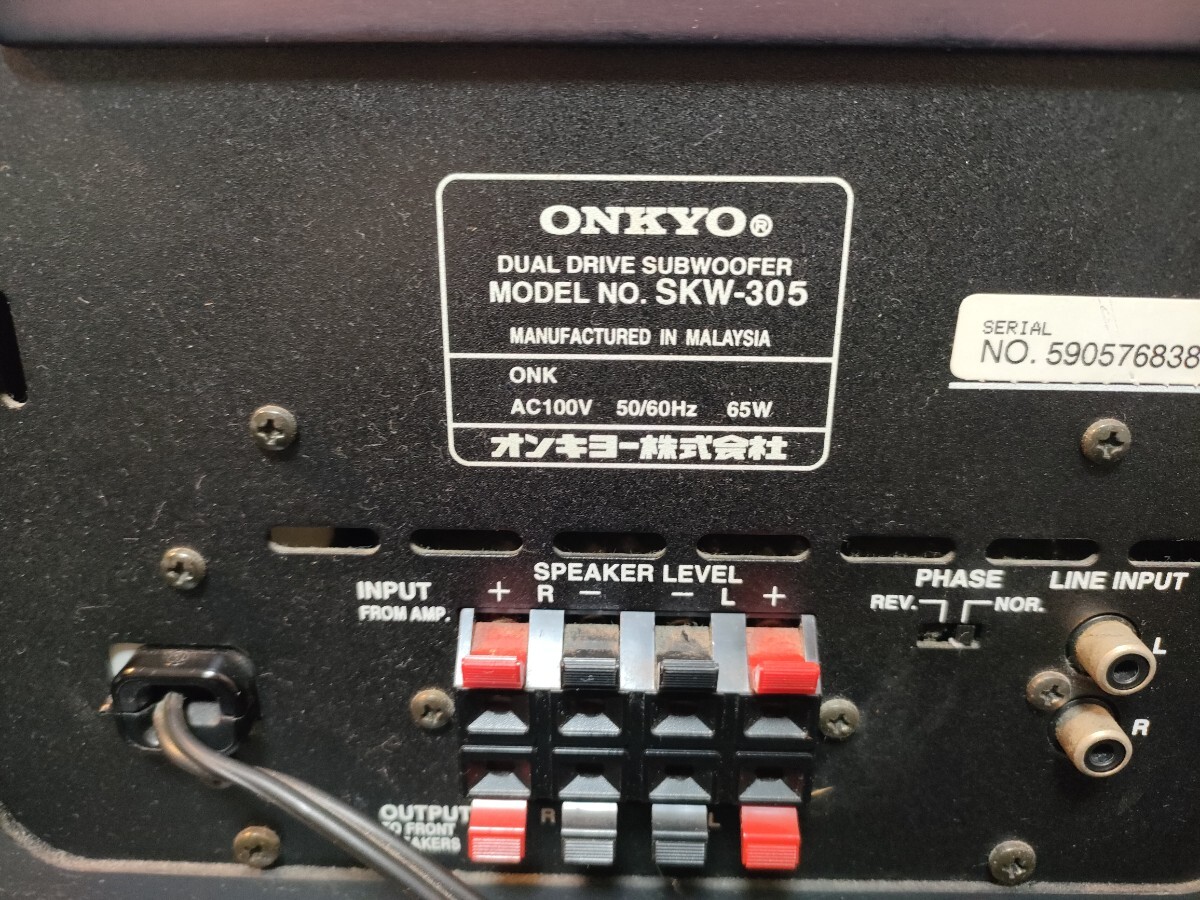 ONKYO®
DUAL DRIVE SUBWOOFER
MODEL NO. SKW-305
MANUFACTURED IN MALAYSIA
ONK
AC100V 50/60Hz 65W
オンキヨー株式会社
SERIAL
NO. 590576838
SPEAKER LEVEL
INPUT
FROM AMP.
+ R − − L +
PHASE
REV. NOR.
LINE INPUT
L
R
OUTPUT
TO FRONT
R L